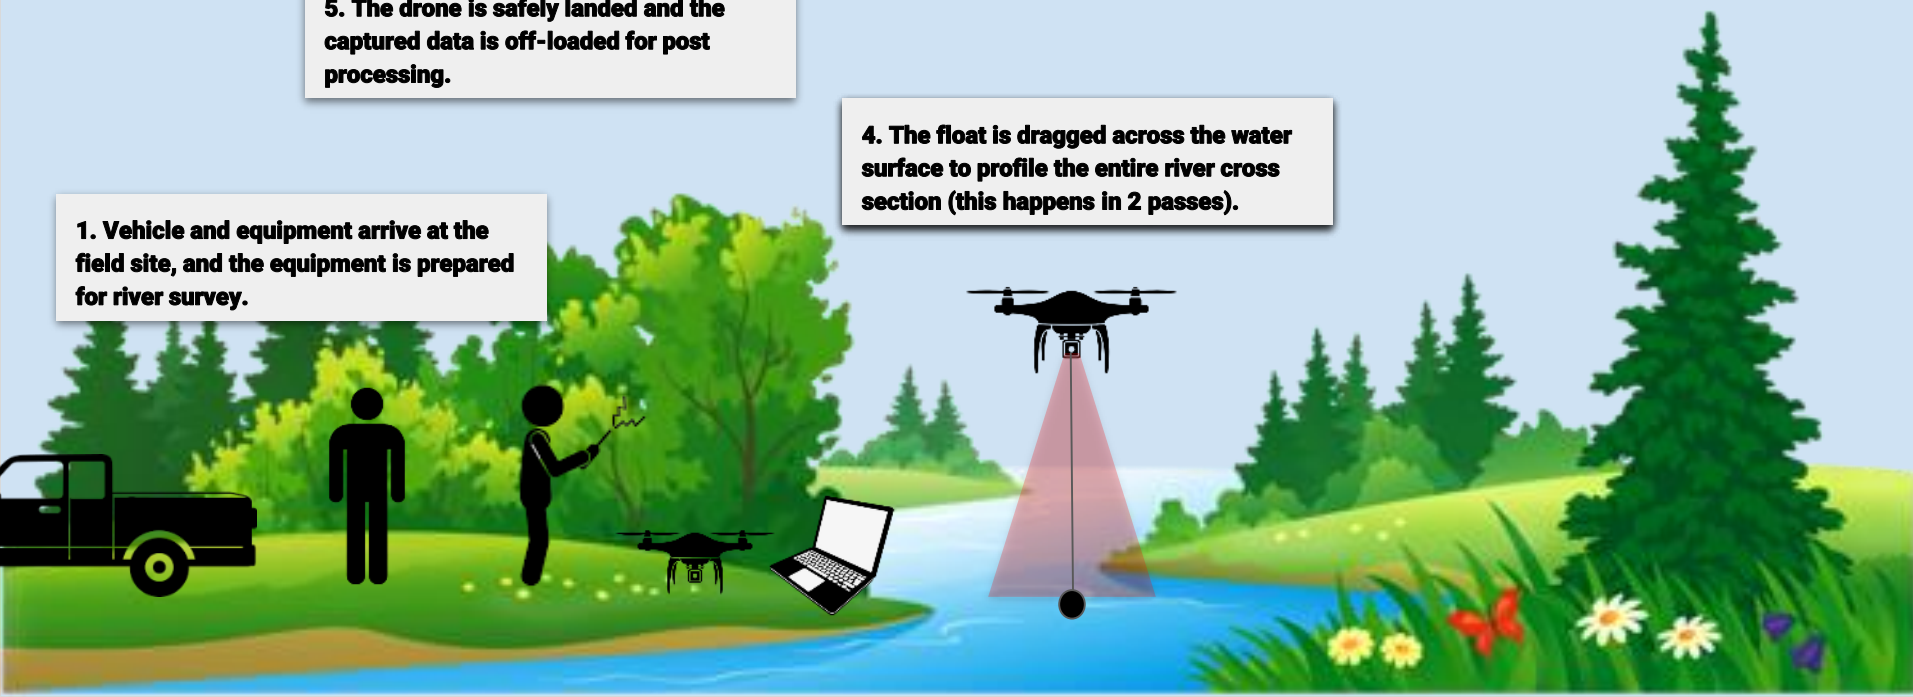 5. The drone is safely landed and the
captured data is off-loaded for post
processing.
4. The float is dragged across the water
surface to profile the entire river cross
section (this happens in 2 passes).
1. Vehicle and equipment arrive at the
field site, and the equipment is prepared
for river survey.